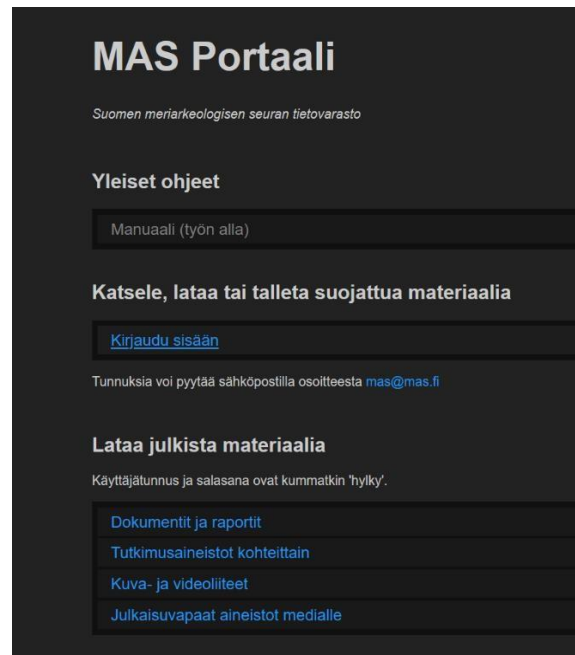 MAS Portaali
Suomen meriarkeologisen seuran tietovarasto
Yleiset ohjeet
Manuaali (työn alla)
Katsele, lataa tai talleta suojattua materiaalia
Kirjaudu sisään
Tunnuksia voi pyytää sähköpostilla osoitteesta mas@mas.fi
Lataa julkista materiaalia
Käyttäjätunnus ja salasana ovat kummatkin 'hylky'.
Dokumentit ja raportit
Tutkimusaineistot kohteittain
Kuva- ja videoliiteet
Julkaisuvapaat aineistot medialle